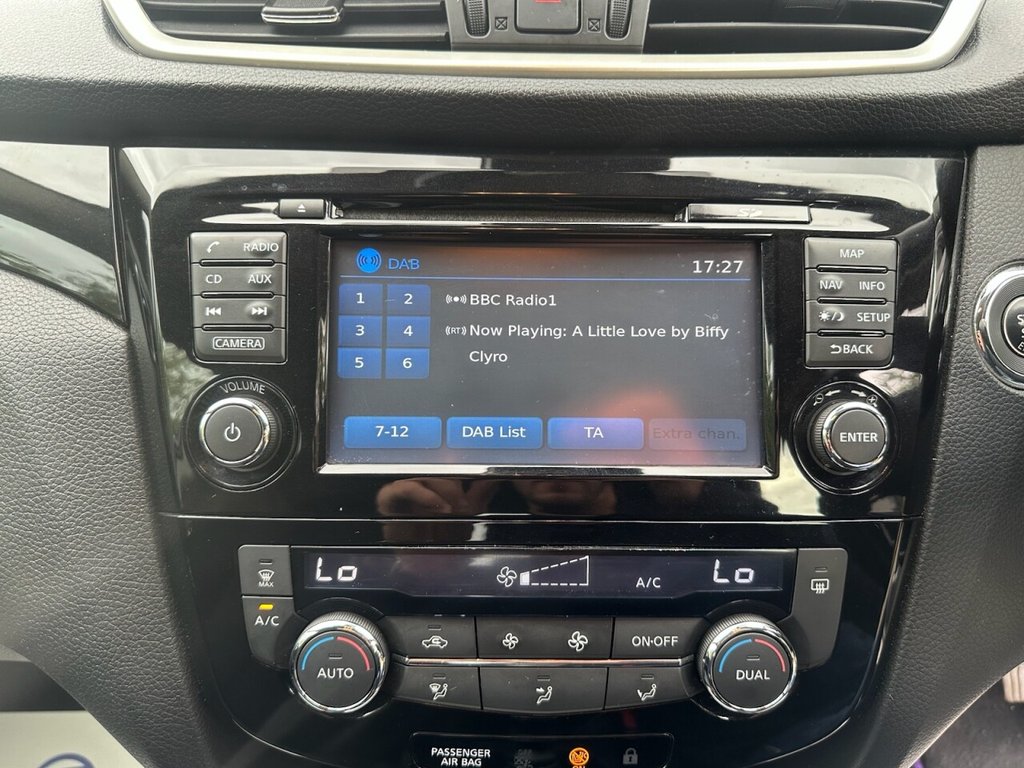 RADIO
CD AUX
CAMERA
VOLUME
SD
DAB 17:27
1 2
3 4
5 6
BBC Radio1
(RT) Now Playing: A Little Love by Biffy
Clyro
7-12 DAB List TA Extra chan.
MAP
NAV INFO
SETUP
BACK
ENTER
Lo A/C Lo
MAX
A/C
AUTO
ON·OFF
DUAL
PASSENGER
AIR BAG